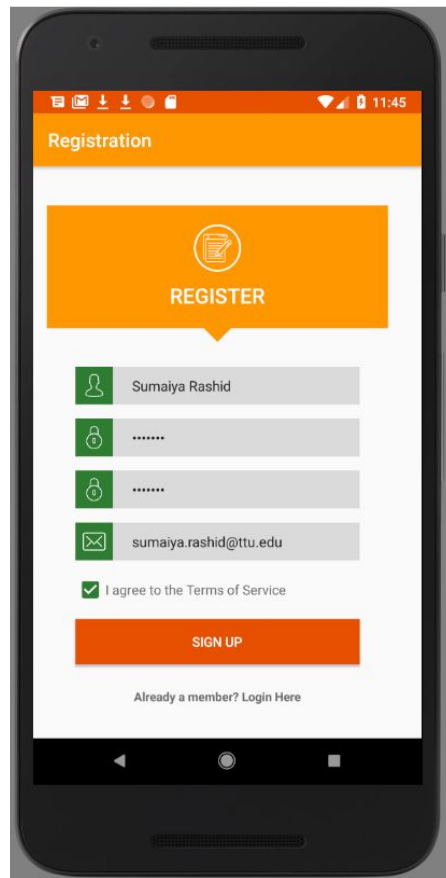 11:45
Registration
REGISTER
Sumaiya Rashid
•••••••
•••••••
sumaiya.rashid@ttu.edu
I agree to the Terms of Service
SIGN UP
Already a member? Login Here